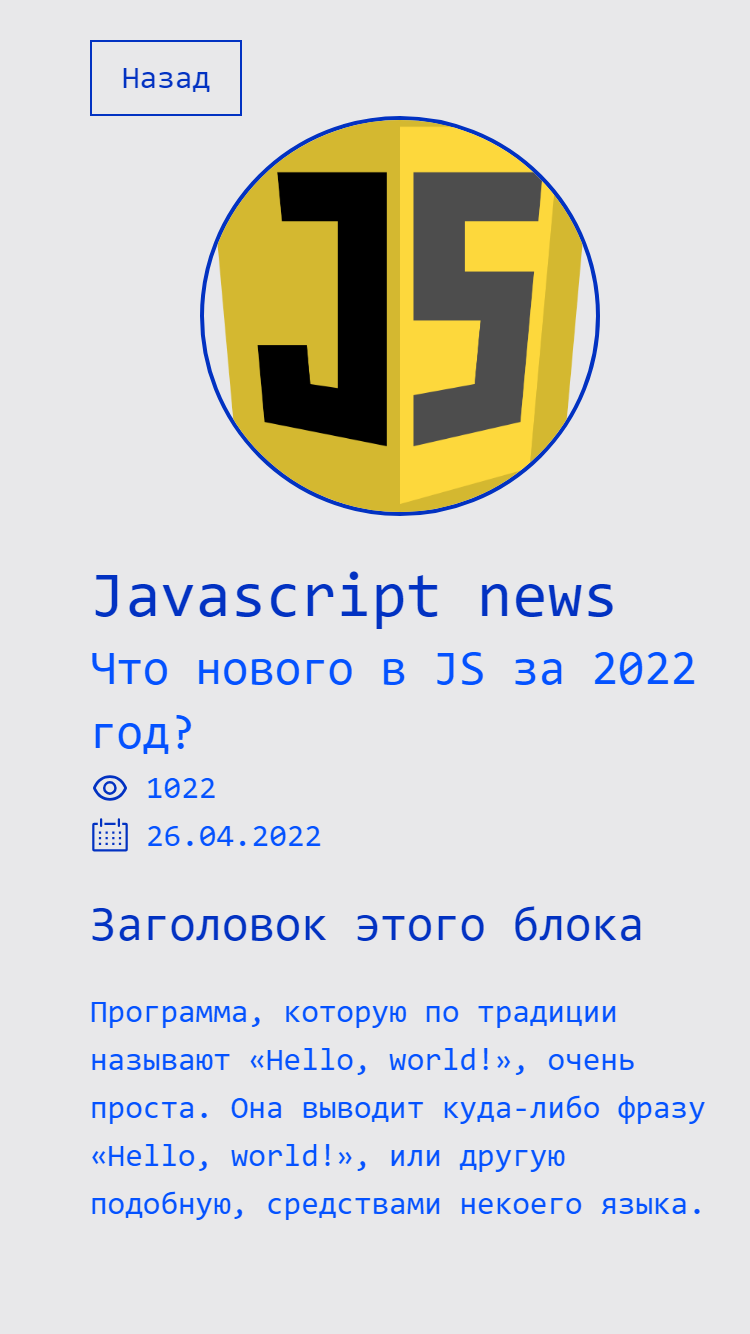 Назад
JS
Javascript news
Что нового в JS за 2022
год?
1022
26.04.2022
Заголовок этого блока
Программа, которую по традиции
называют «Hello, world!», очень
проста. Она выводит куда-либо фразу
«Hello, world!», или другую
подобную, средствами некоего языка.